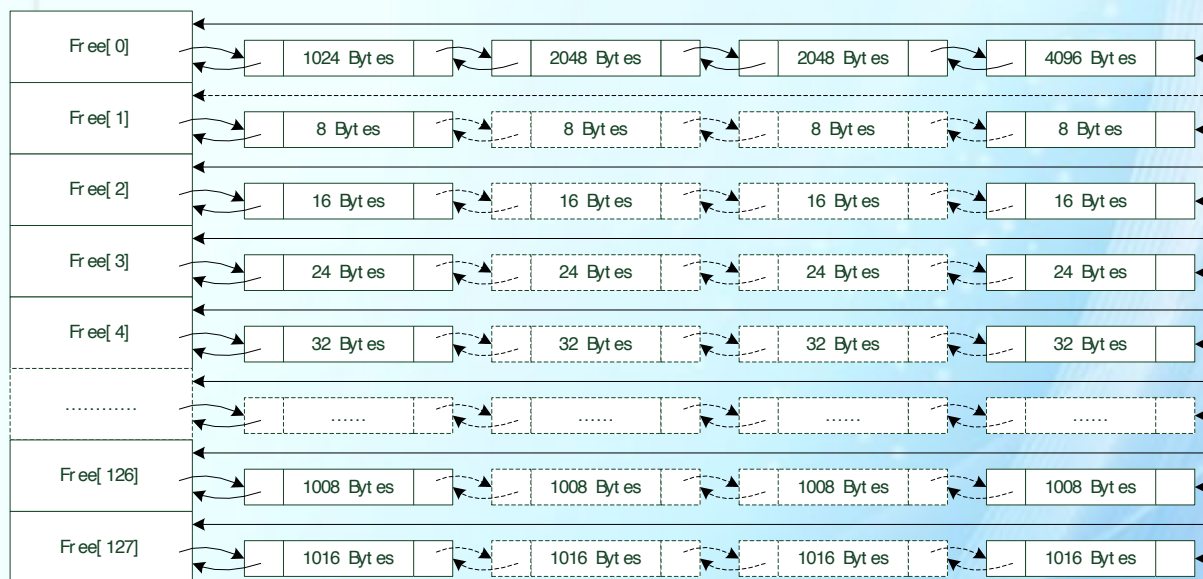 Free[0] 1024 Bytes 2048 Bytes 2048 Bytes 4096 Bytes
Free[1] 8 Bytes 8 Bytes 8 Bytes 8 Bytes
Free[2] 16 Bytes 16 Bytes 16 Bytes 16 Bytes
Free[3] 24 Bytes 24 Bytes 24 Bytes 24 Bytes
Free[4] 32 Bytes 32 Bytes 32 Bytes 32 Bytes
............ ...... ...... ...... ......
Free[126] 1008 Bytes 1008 Bytes 1008 Bytes 1008 Bytes
Free[127] 1016 Bytes 1016 Bytes 1016 Bytes 1016 Bytes